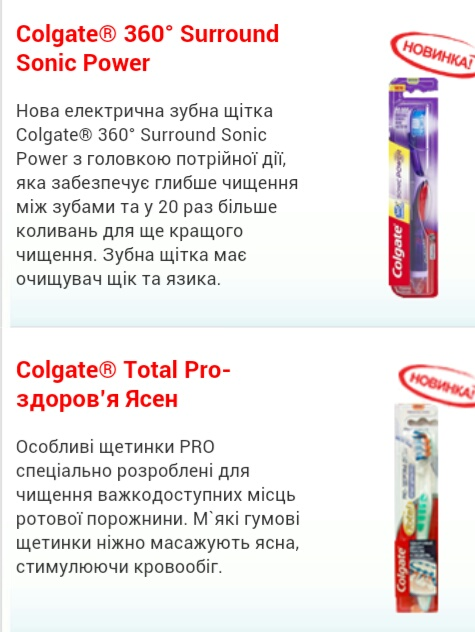 Colgate® 360° Surround
Sonic Power
НОВИНКА!
Нова електрична зубна щітка
Colgate® 360° Surround Sonic
Power з головкою потрійної дії,
яка забезпечує глибше чищення
між зубами та у 20 раз більше
коливань для ще кращого
чищення. Зубна щітка має
очищувач щік та язика.
SONIC POWER
Colgate
Colgate® Total Pro-
здоров'я Ясен
НОВИНКА!
Особливі щетинки PRO
спеціально розроблені для
чищення важкодоступних місць
ротової порожнини. М`які гумові
щетинки ніжно масажують ясна,
стимулюючи кровообіг.
Colgate